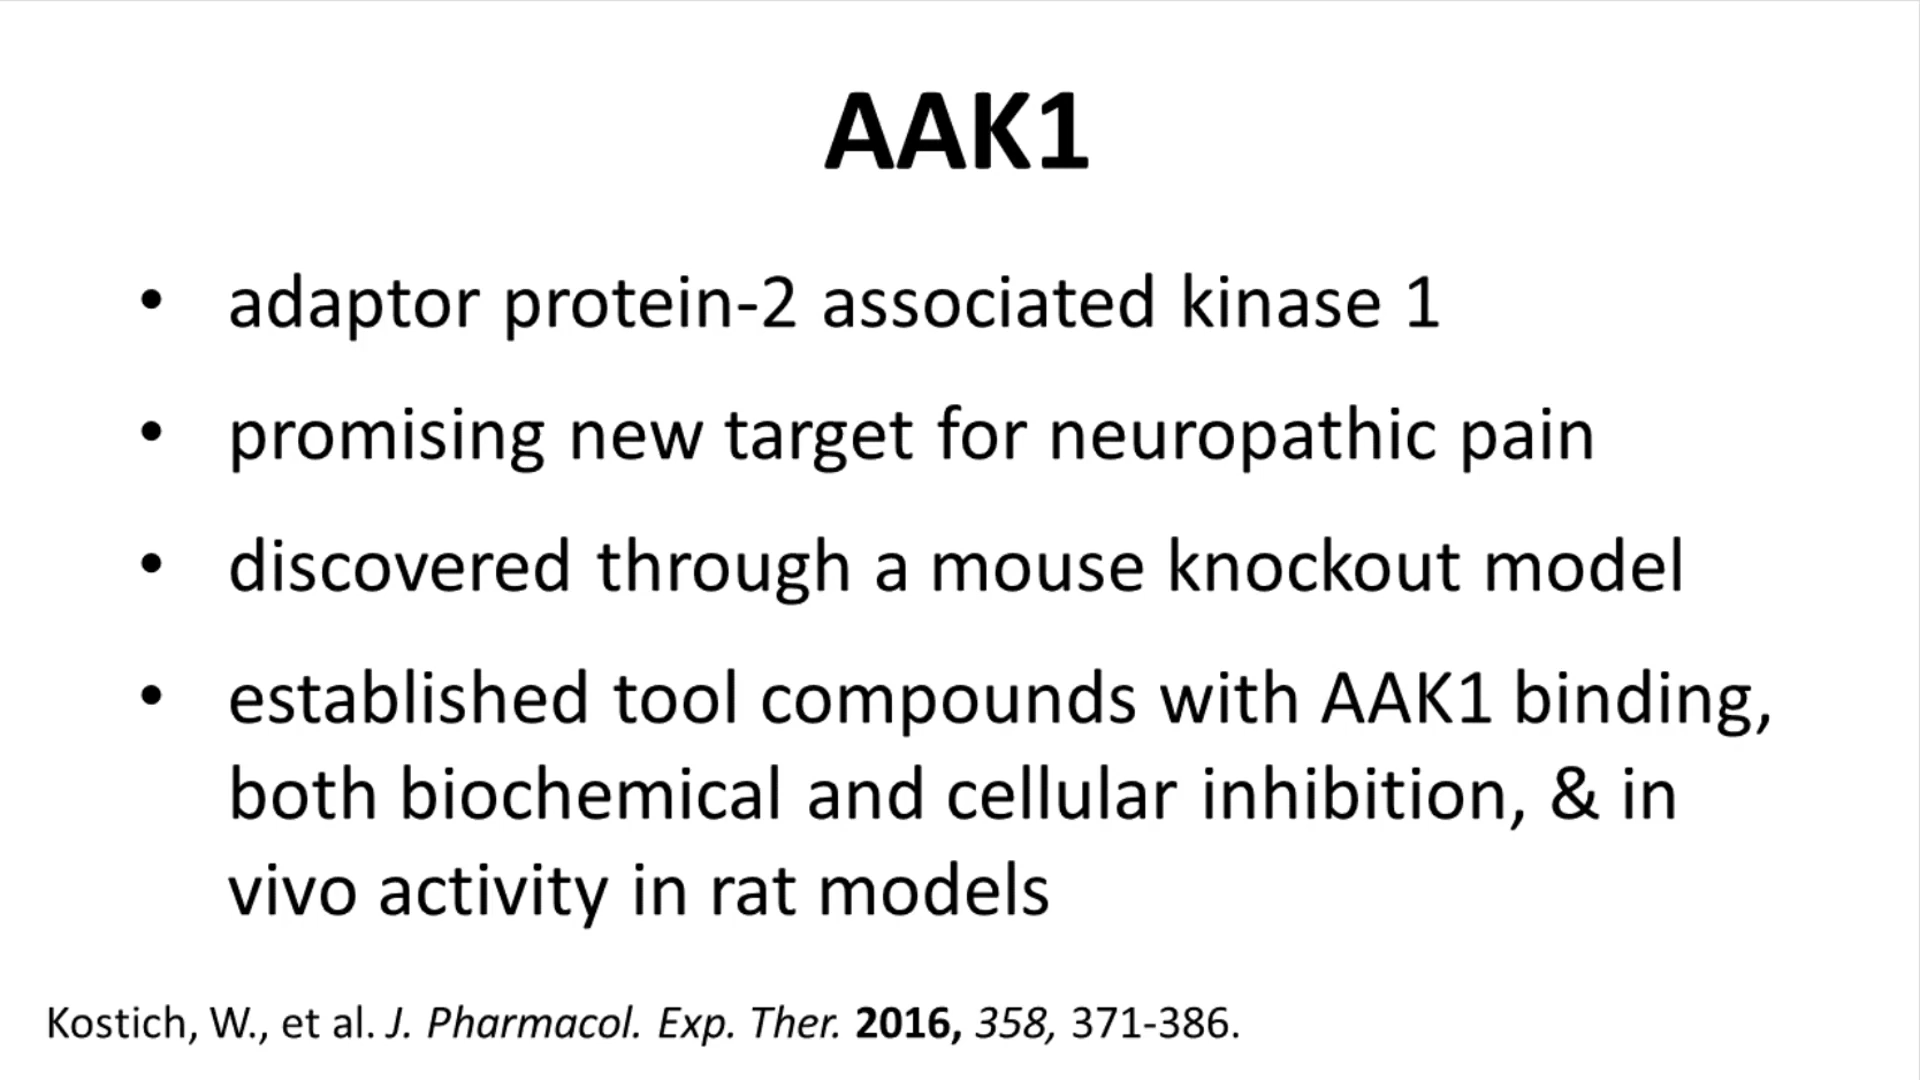 AAK1
• adaptor protein-2 associated kinase 1
• promising new target for neuropathic pain
• discovered through a mouse knockout model
• established tool compounds with AAK1 binding,
both biochemical and cellular inhibition, & in
vivo activity in rat models
Kostich, W., et al. J. Pharmacol. Exp. Ther. 2016, 358, 371-386.